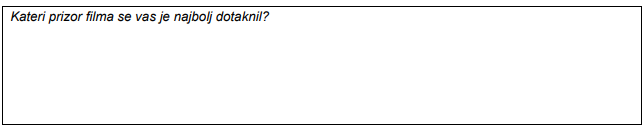 Kateri prizor filma se vas je najbolj dotaknil?